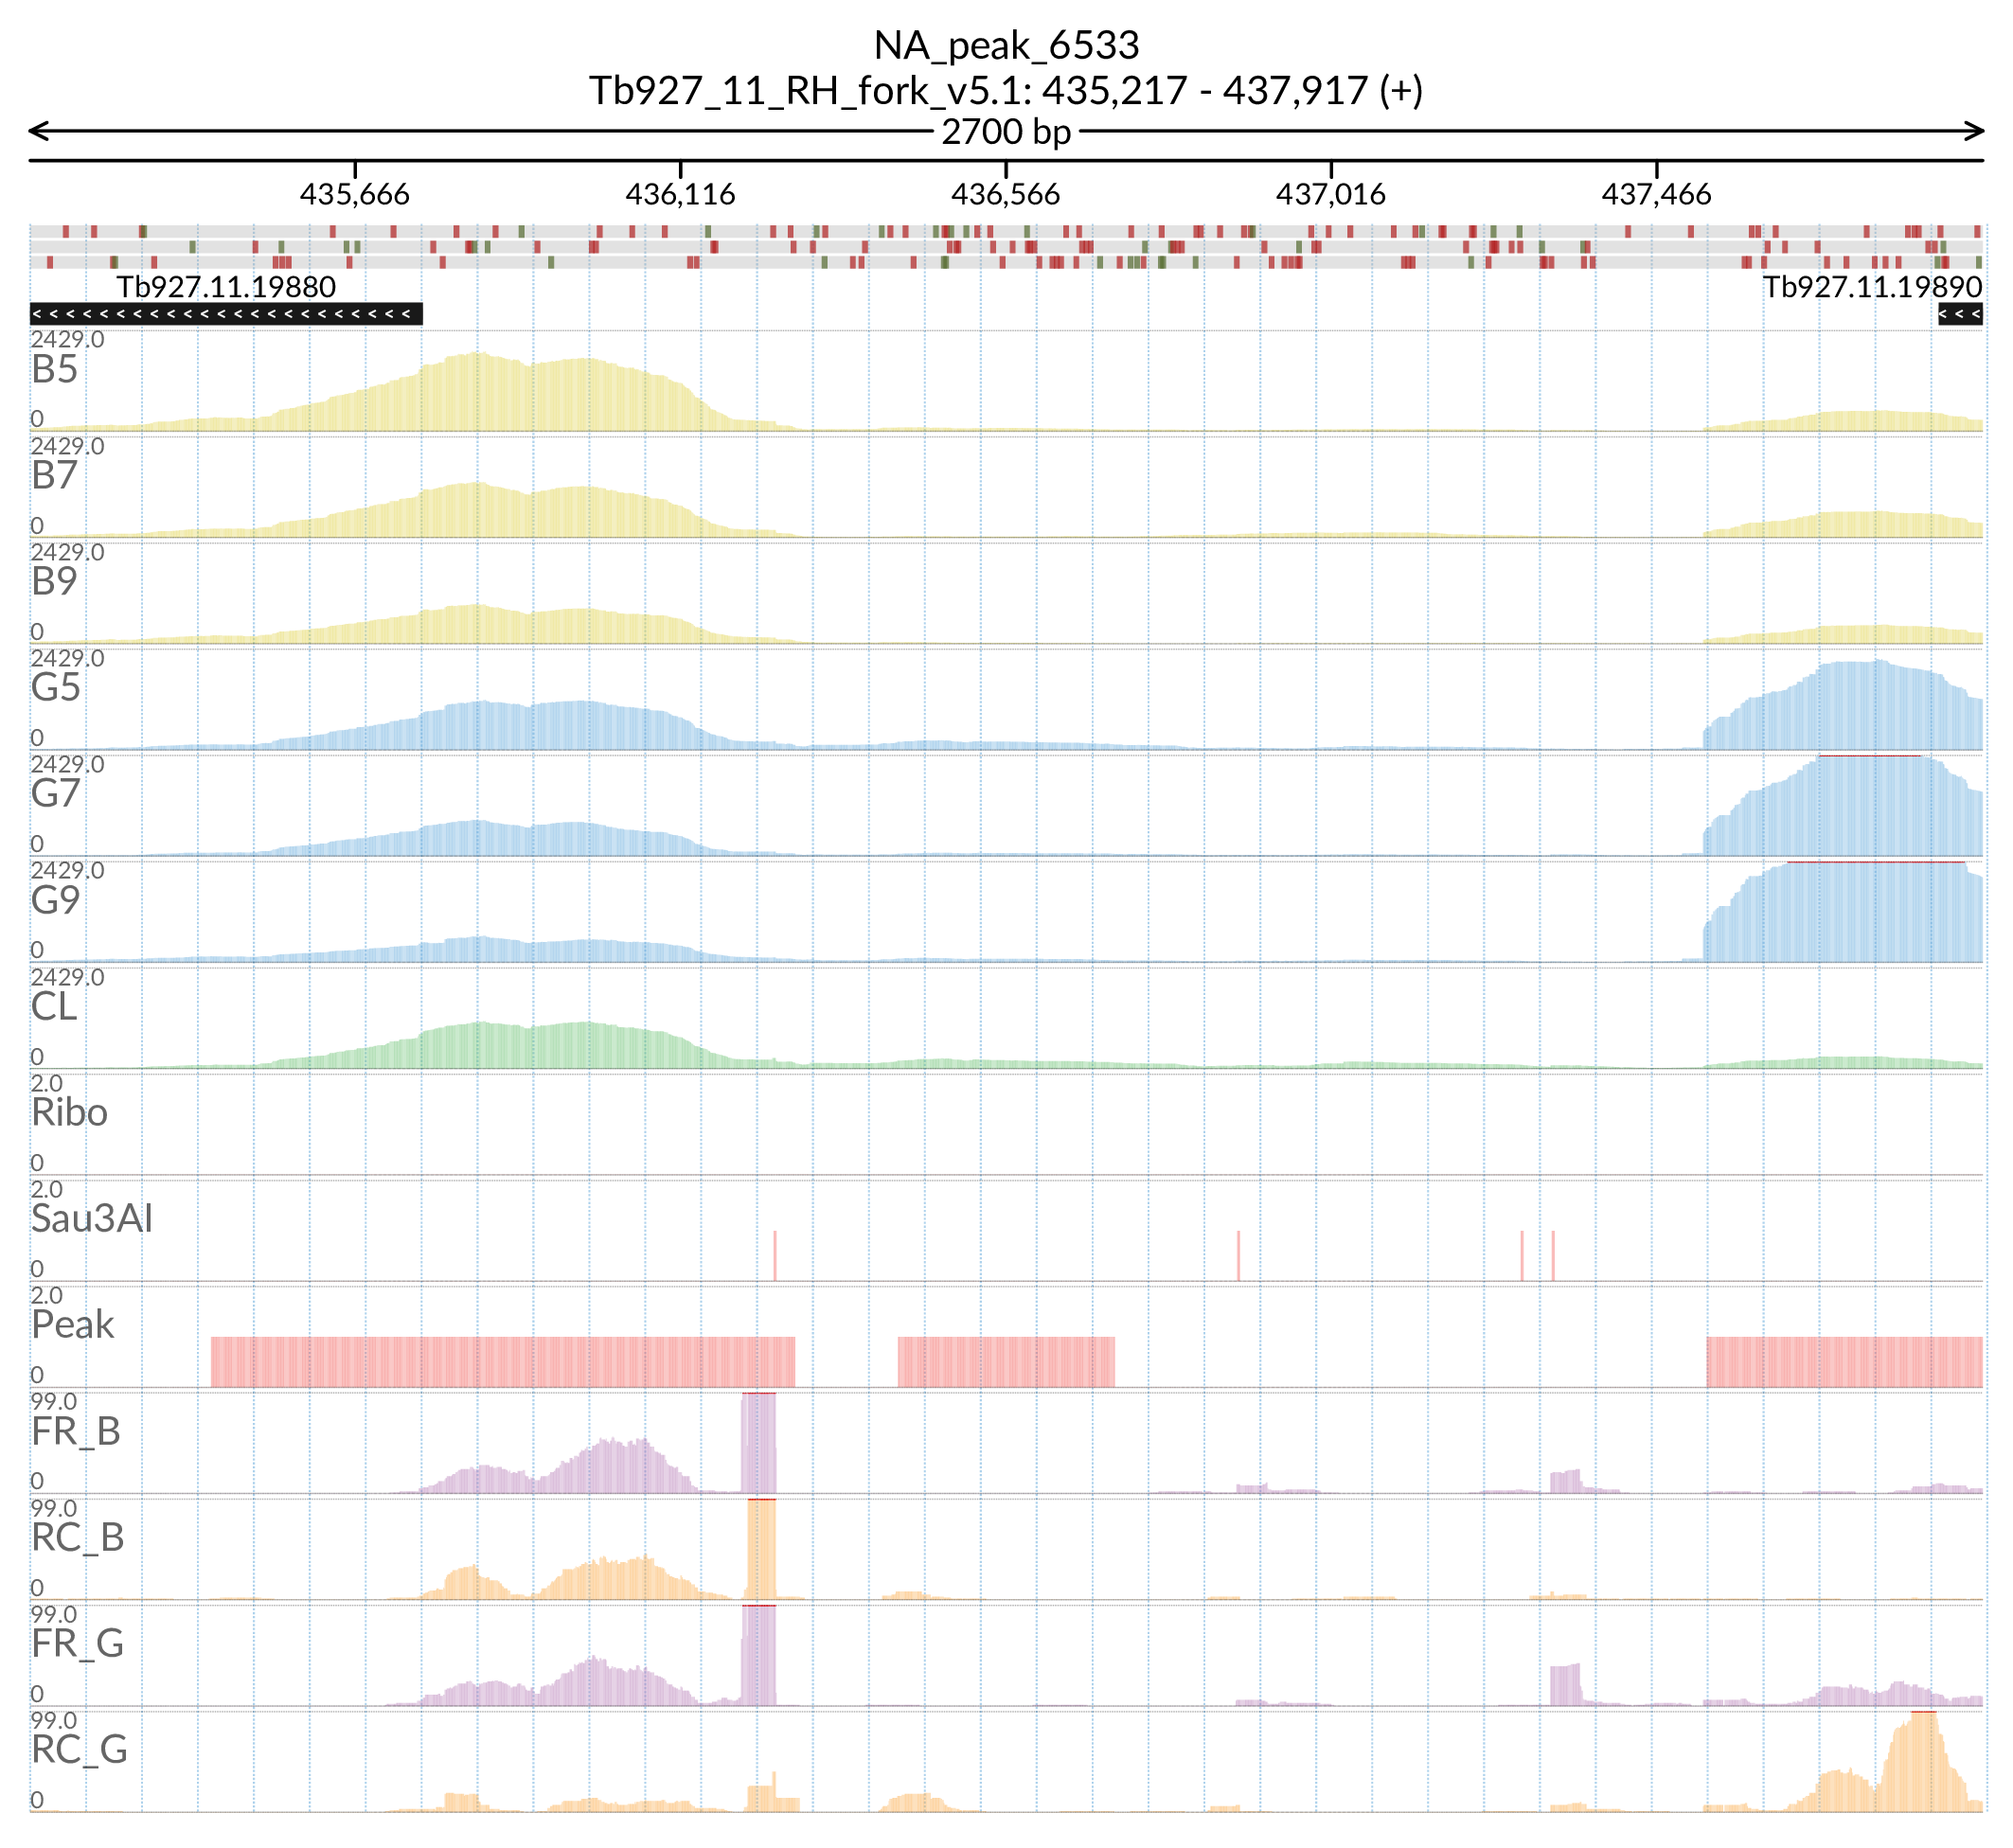 NA_peak_6533
Tb927_11_RH_fork_v5.1: 435,217 - 437,917 (+)
2700 bp
435,666 436,116 436,566 437,016 437,466
Tb927.11.19880 Tb927.11.19890
2429.0
B5
0
2429.0
B7
0
2429.0
B9
0
2429.0
G5
0
2429.0
G7
0
2429.0
G9
0
2429.0
CL
0
2.0
Ribo
0
2.0
Sau3AI
0
2.0
Peak
0
99.0
FR_B
0
99.0
RC_B
0
99.0
FR_G
0
99.0
RC_G
0